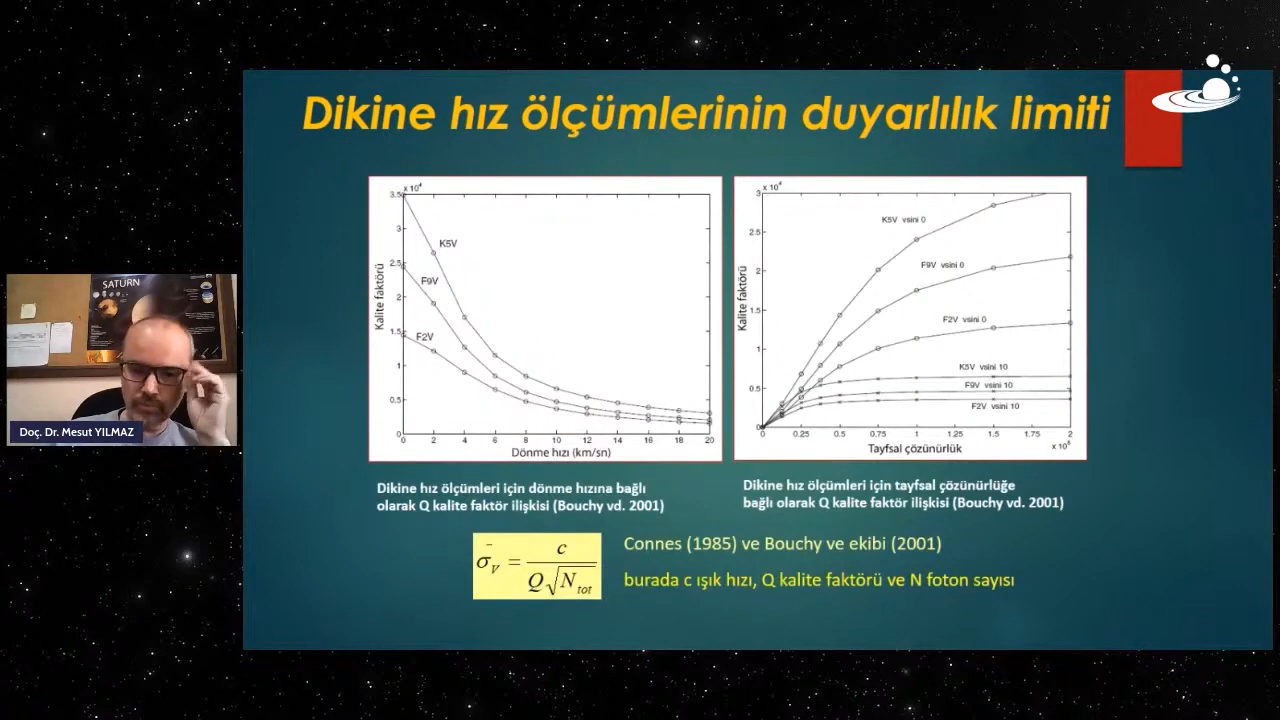 Dikine hız ölçümlerinin duyarlılık limiti
x 10⁴
3.5
3
2.5
2
1.5
1
0.5
0
Kalite faktörü
K5V
F9V
F2V
0 2 4 6 8 10 12 14 16 18 20
Dönme hızı (km/sn)
x 10⁴
3
2.5
2
1.5
1
0.5
0
Kalite faktörü
K5V vsini 0
F9V vsini 0
F2V vsini 0
K5V vsini 10
F9V vsini 10
F2V vsini 10
0 0.25 0.5 0.75 1 1.25 1.5 1.75 2
x 10⁵
Tayfsal çözünürlük
SATURN
Doç. Dr. Mesut YILMAZ
Dikine hız ölçümleri için dönme hızına bağlı
olarak Q kalite faktör ilişkisi (Bouchy vd. 2001)
Dikine hız ölçümleri için tayfsal çözünürlüğe
bağlı olarak Q kalite faktör ilişkisi (Bouchy vd. 2001)
σ̄_V = c / (Q√N_tot)
Connes (1985) ve Bouchy ve ekibi (2001)
burada c ışık hızı, Q kalite faktörü ve N foton sayısı